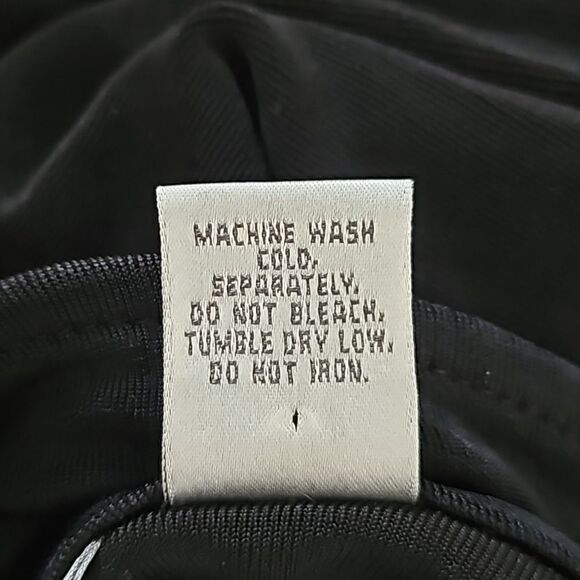 MACHINE WASH
COLD.
SEPARATELY.
DO NOT BLEACH.
TUMBLE DRY LOW.
DO NOT IRON.